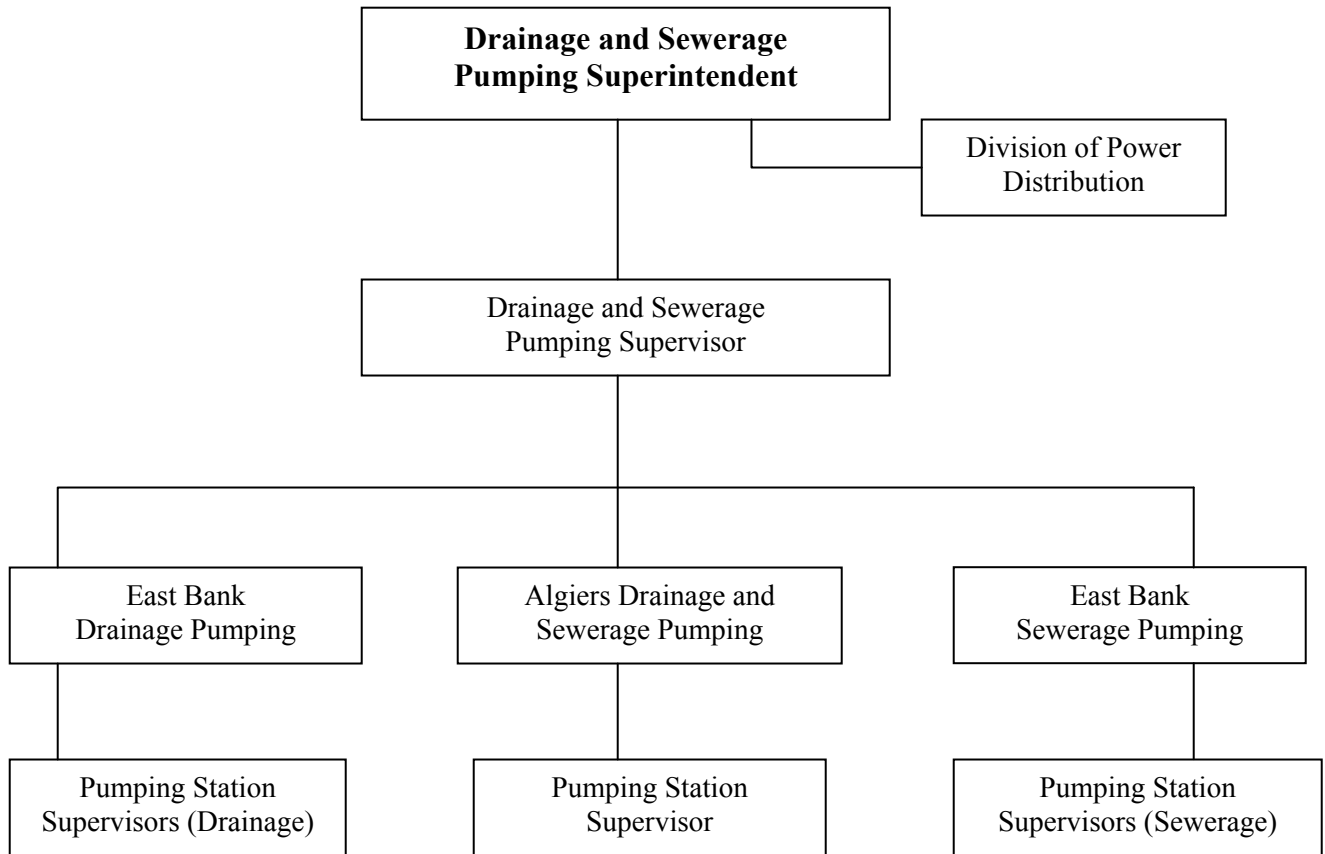 Drainage and Sewerage
Pumping Superintendent
Division of Power
Distribution
Drainage and Sewerage
Pumping Supervisor
East Bank
Drainage Pumping
Algiers Drainage and
Sewerage Pumping
East Bank
Sewerage Pumping
Pumping Station
Supervisors (Drainage)
Pumping Station
Supervisor
Pumping Station
Supervisors (Sewerage)